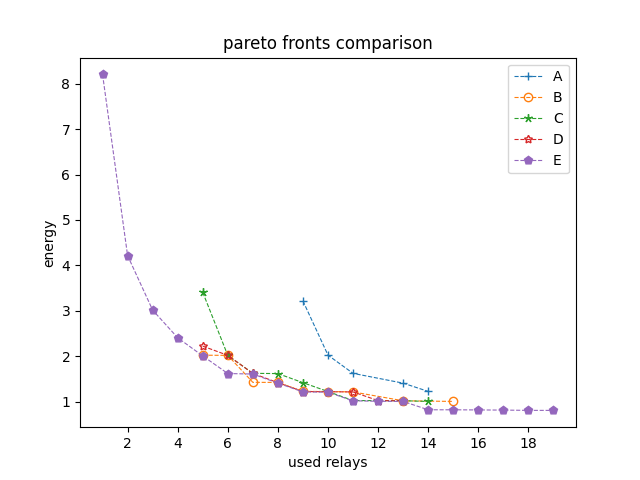 pareto fronts comparison
8
7
6
5
4
3
2
1
energy
A
B
C
D
E
2 4 6 8 10 12 14 16 18
used relays